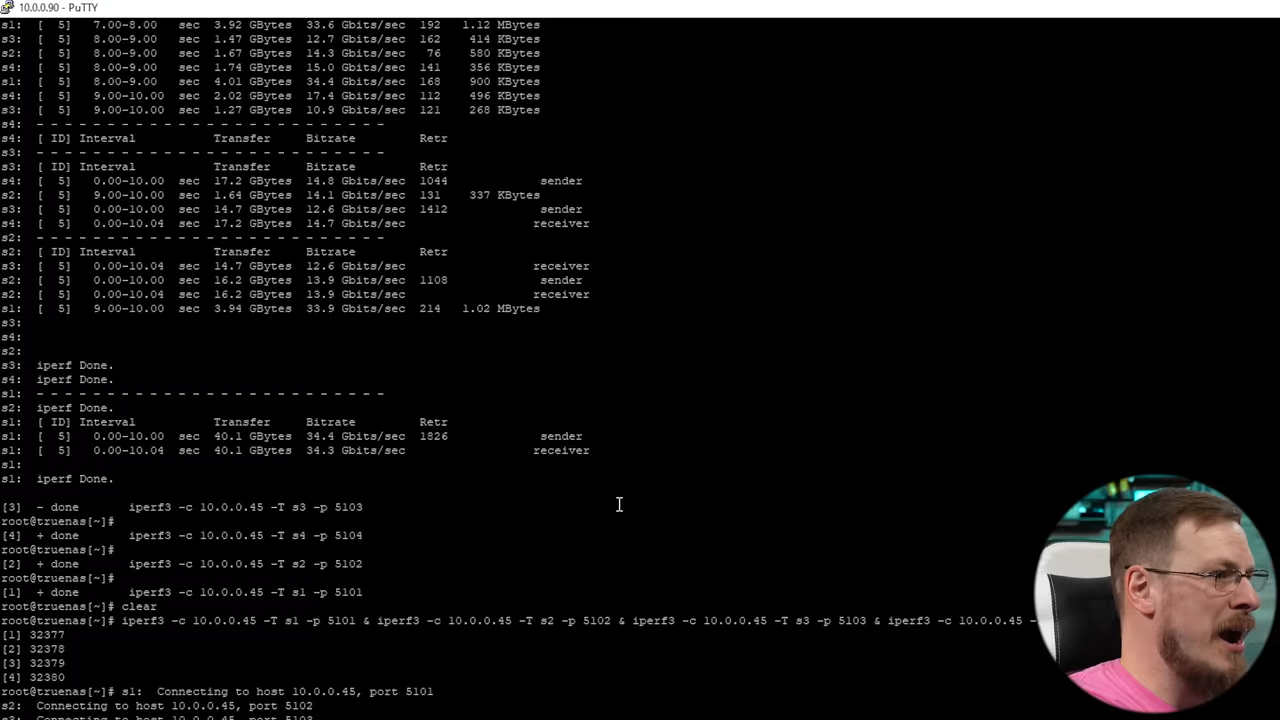 10.0.0.90 - PuTTY
s1: [  5]   7.00-8.00   sec  3.92 GBytes  33.6 Gbits/sec  192   1.12 MBytes
s3: [  5]   8.00-9.00   sec  1.47 GBytes  12.7 Gbits/sec  162    414 KBytes
s2: [  5]   8.00-9.00   sec  1.67 GBytes  14.3 Gbits/sec   76    580 KBytes
s4: [  5]   8.00-9.00   sec  1.74 GBytes  15.0 Gbits/sec  141    356 KBytes
s1: [  5]   8.00-9.00   sec  4.01 GBytes  34.4 Gbits/sec  168    900 KBytes
s4: [  5]   9.00-10.00  sec  2.02 GBytes  17.4 Gbits/sec  112    496 KBytes
s3: [  5]   9.00-10.00  sec  1.27 GBytes  10.9 Gbits/sec  121    268 KBytes
s4: - - - - - - - - - - - - - - - - - - - - - - - - -
s4: [ ID] Interval           Transfer     Bitrate         Retr
s3: - - - - - - - - - - - - - - - - - - - - - - - - -
s3: [ ID] Interval           Transfer     Bitrate         Retr
s4: [  5]   0.00-10.00  sec  17.2 GBytes  14.8 Gbits/sec  1044             sender
s2: [  5]   9.00-10.00  sec  1.64 GBytes  14.1 Gbits/sec  131    337 KBytes
s3: [  5]   0.00-10.00  sec  14.7 GBytes  12.6 Gbits/sec  1412             sender
s4: [  5]   0.00-10.04  sec  17.2 GBytes  14.7 Gbits/sec                  receiver
s2: - - - - - - - - - - - - - - - - - - - - - - - - -
s2: [ ID] Interval           Transfer     Bitrate         Retr
s3: [  5]   0.00-10.04  sec  14.7 GBytes  12.6 Gbits/sec                  receiver
s2: [  5]   0.00-10.00  sec  16.2 GBytes  13.9 Gbits/sec  1108             sender
s2: [  5]   0.00-10.04  sec  16.2 GBytes  13.9 Gbits/sec                  receiver
s1: [  5]   9.00-10.00  sec  3.94 GBytes  33.9 Gbits/sec  214   1.02 MBytes
s3:
s4:
s2:
s3: iperf Done.
s4: iperf Done.
s1: - - - - - - - - - - - - - - - - - - - - - - - - -
s2: iperf Done.
s1: [ ID] Interval           Transfer     Bitrate         Retr
s1: [  5]   0.00-10.00  sec  40.1 GBytes  34.4 Gbits/sec  1826             sender
s1: [  5]   0.00-10.04  sec  40.1 GBytes  34.3 Gbits/sec                  receiver
s1:
s1: iperf Done.
[3]  - done       iperf3 -c 10.0.0.45 -T s3 -p 5103
root@truenas[~]#
[4]  + done       iperf3 -c 10.0.0.45 -T s4 -p 5104
root@truenas[~]#
[2]  + done       iperf3 -c 10.0.0.45 -T s2 -p 5102
root@truenas[~]#
[1]  + done       iperf3 -c 10.0.0.45 -T s1 -p 5101
root@truenas[~]# clear
root@truenas[~]# iperf3 -c 10.0.0.45 -T s1 -p 5101 & iperf3 -c 10.0.0.45 -T s2 -p 5102 & iperf3 -c 10.0.0.45 -T s3 -p 5103 & iperf3 -c 10.0.0.45 -
[1] 32377
[2] 32378
[3] 32379
[4] 32380
root@truenas[~]# s1:  Connecting to host 10.0.0.45, port 5101
s2:  Connecting to host 10.0.0.45, port 5102
s3:  Connecting to host 10.0.0.45, port 5103